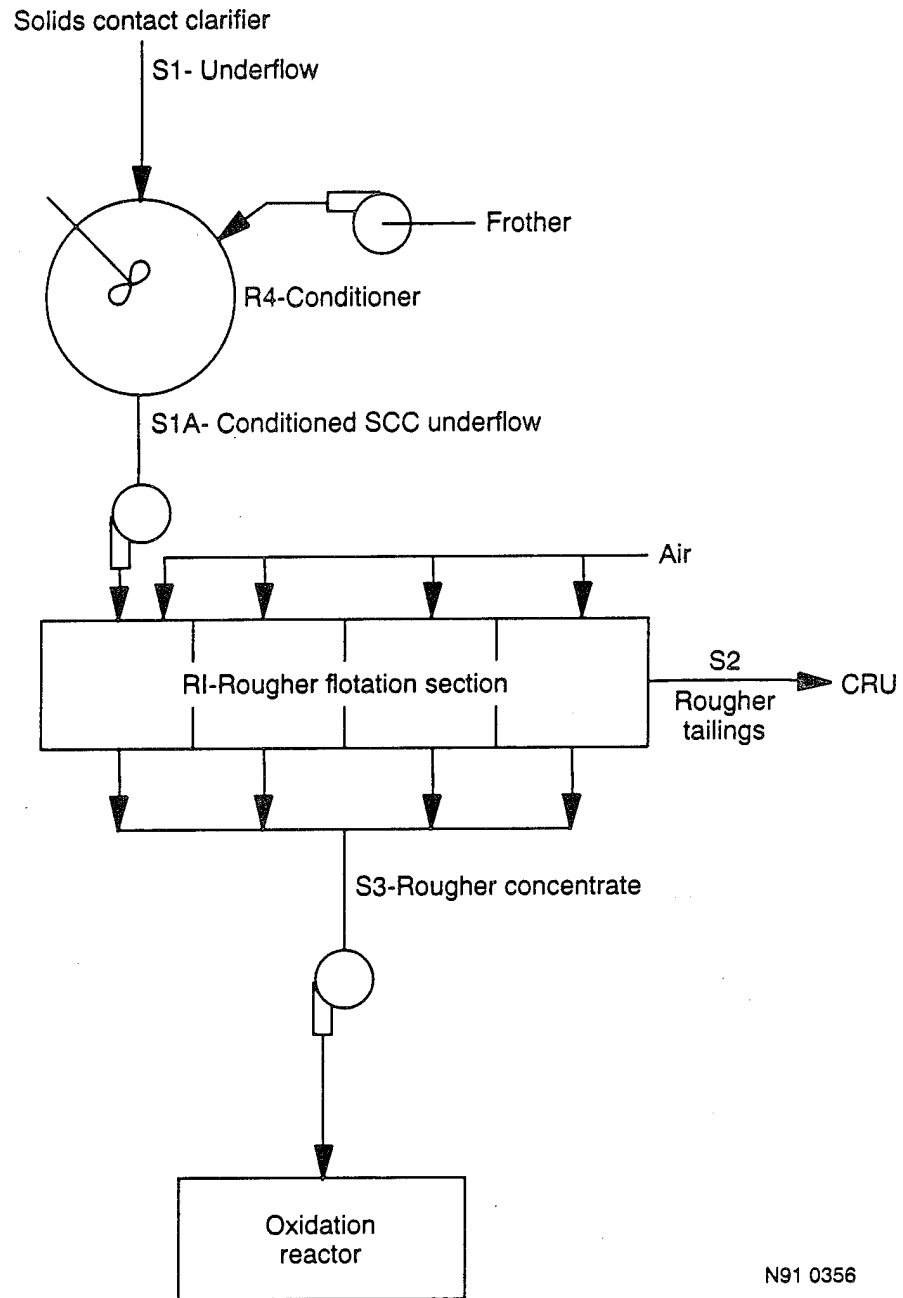 Solids contact clarifier
S1- Underflow
Frother
R4-Conditioner
S1A- Conditioned SCC underflow
Air
RI-Rougher flotation section
S2
Rougher
tailings
CRU
S3-Rougher concentrate
Oxidation
reactor
N91 0356